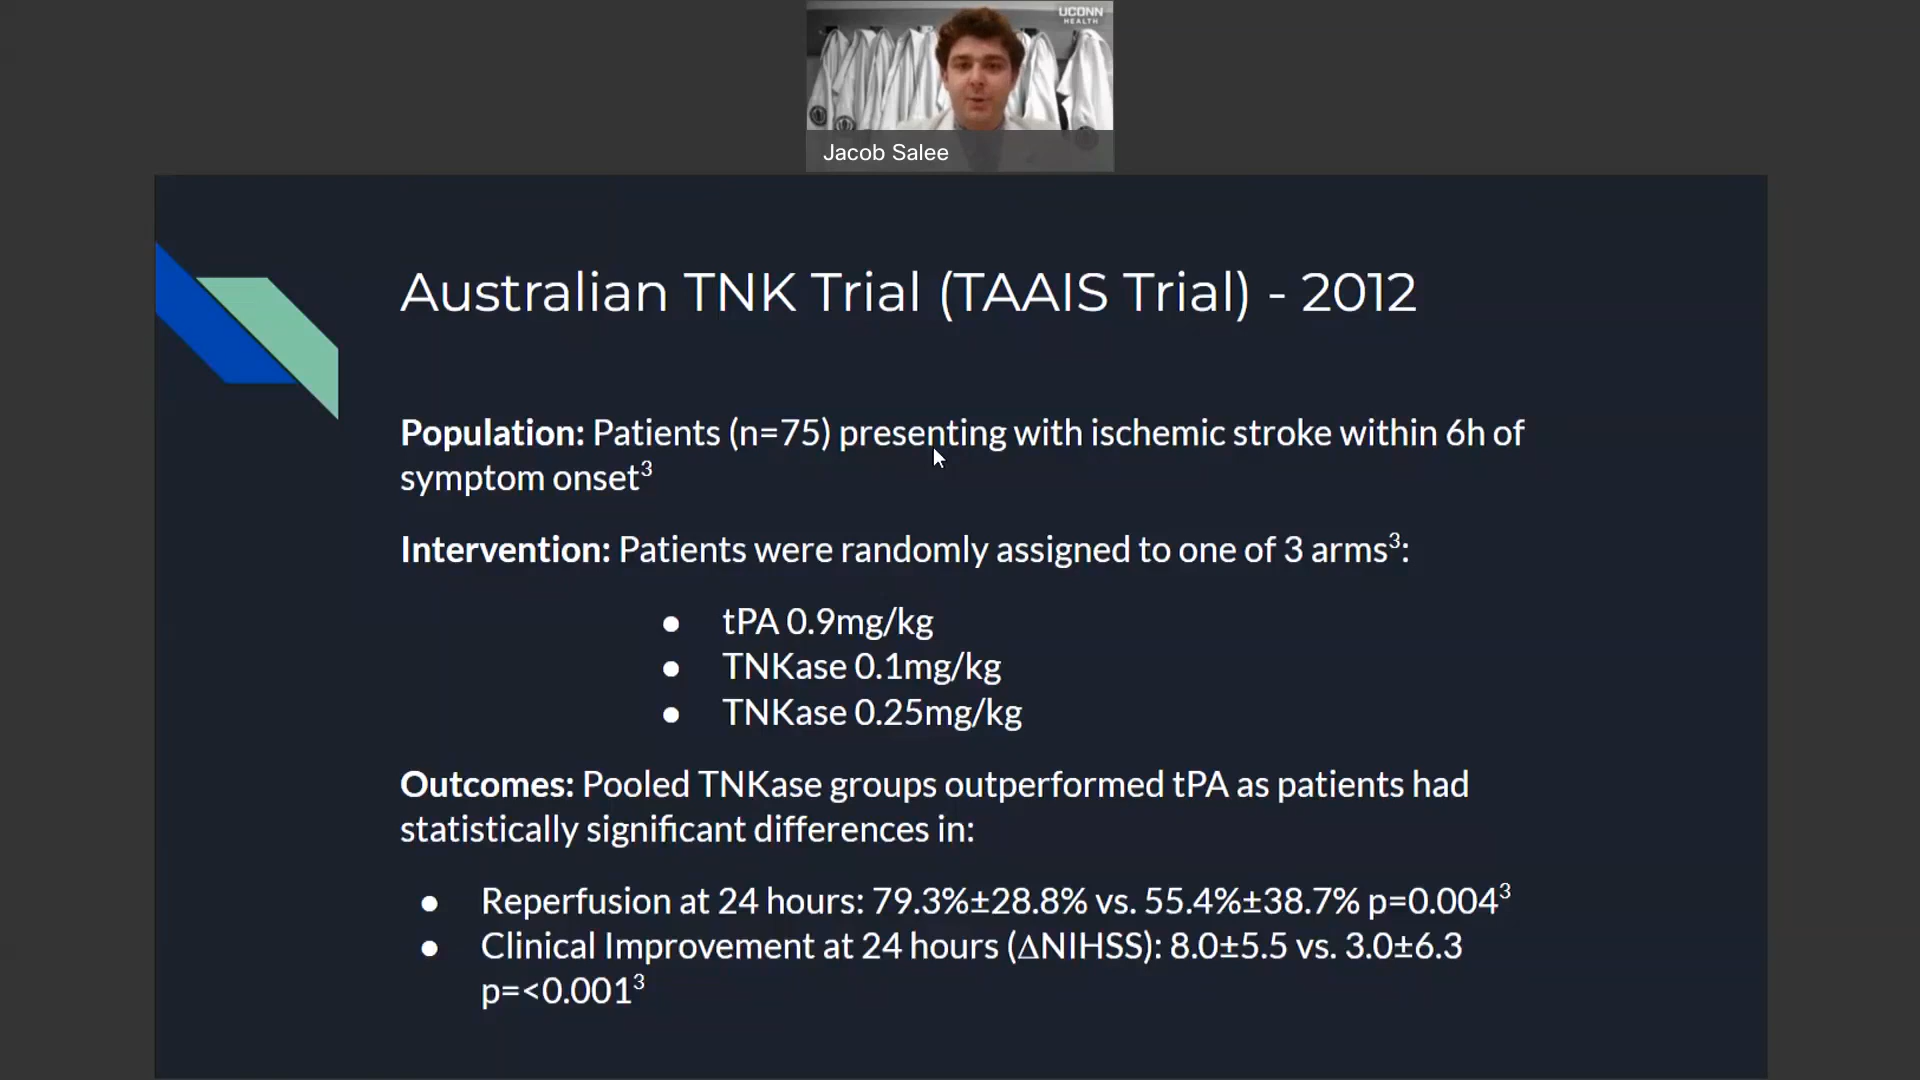 UCONN
HEALTH
Jacob Salee
Australian TNK Trial (TAAIS Trial) - 2012
Population: Patients (n=75) presenting with ischemic stroke within 6h of
symptom onset³
Intervention: Patients were randomly assigned to one of 3 arms³:
● tPA 0.9mg/kg
● TNKase 0.1mg/kg
● TNKase 0.25mg/kg
Outcomes: Pooled TNKase groups outperformed tPA as patients had
statistically significant differences in:
● Reperfusion at 24 hours: 79.3%±28.8% vs. 55.4%±38.7% p=0.004³
● Clinical Improvement at 24 hours (∆NIHSS): 8.0±5.5 vs. 3.0±6.3
p=<0.001³